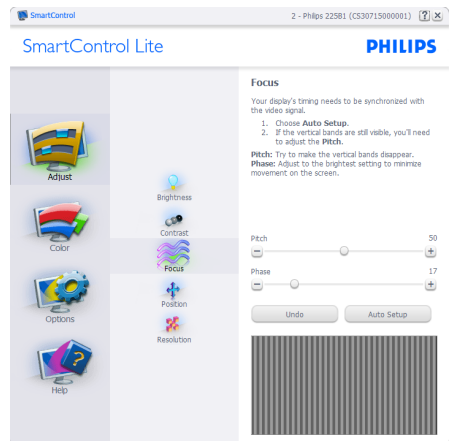 SmartControl
2 - Philips 225B1 (CS30715000001) ? X
SmartControl Lite
PHILIPS
Adjust
Color
Options
Help
Brightness
Contrast
Focus
Position
Resolution
Focus
Your display's timing needs to be synchronized with
the video signal.
1. Choose Auto Setup.
2. If the vertical bands are still visible, you'll need
to adjust the Pitch.
Pitch: Try to make the vertical bands disappear.
Phase: Adjust to the brightest setting to minimize
movement on the screen.
Pitch 50
Phase 17
Undo Auto Setup